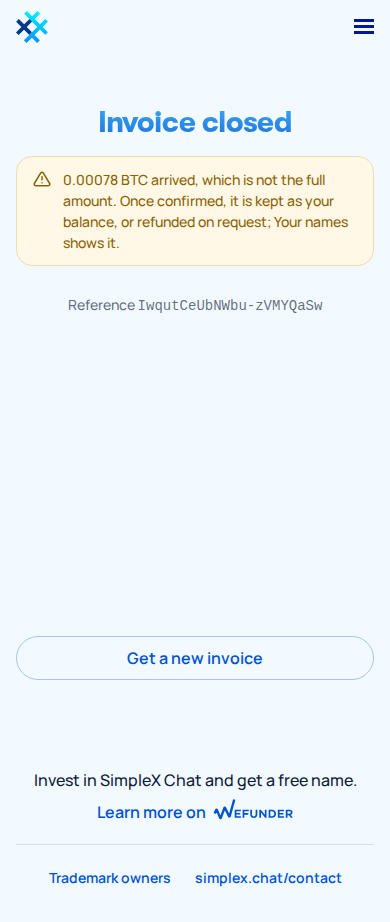 Invoice closed
0.00078 BTC arrived, which is not the full
amount. Once confirmed, it is kept as your
balance, or refunded on request; Your names
shows it.
Reference IwqutCeUbNWbu-zVMYQaSw
Get a new invoice
Invest in SimpleX Chat and get a free name.
Learn more on WEFUNDER
Trademark owners simplex.chat/contact